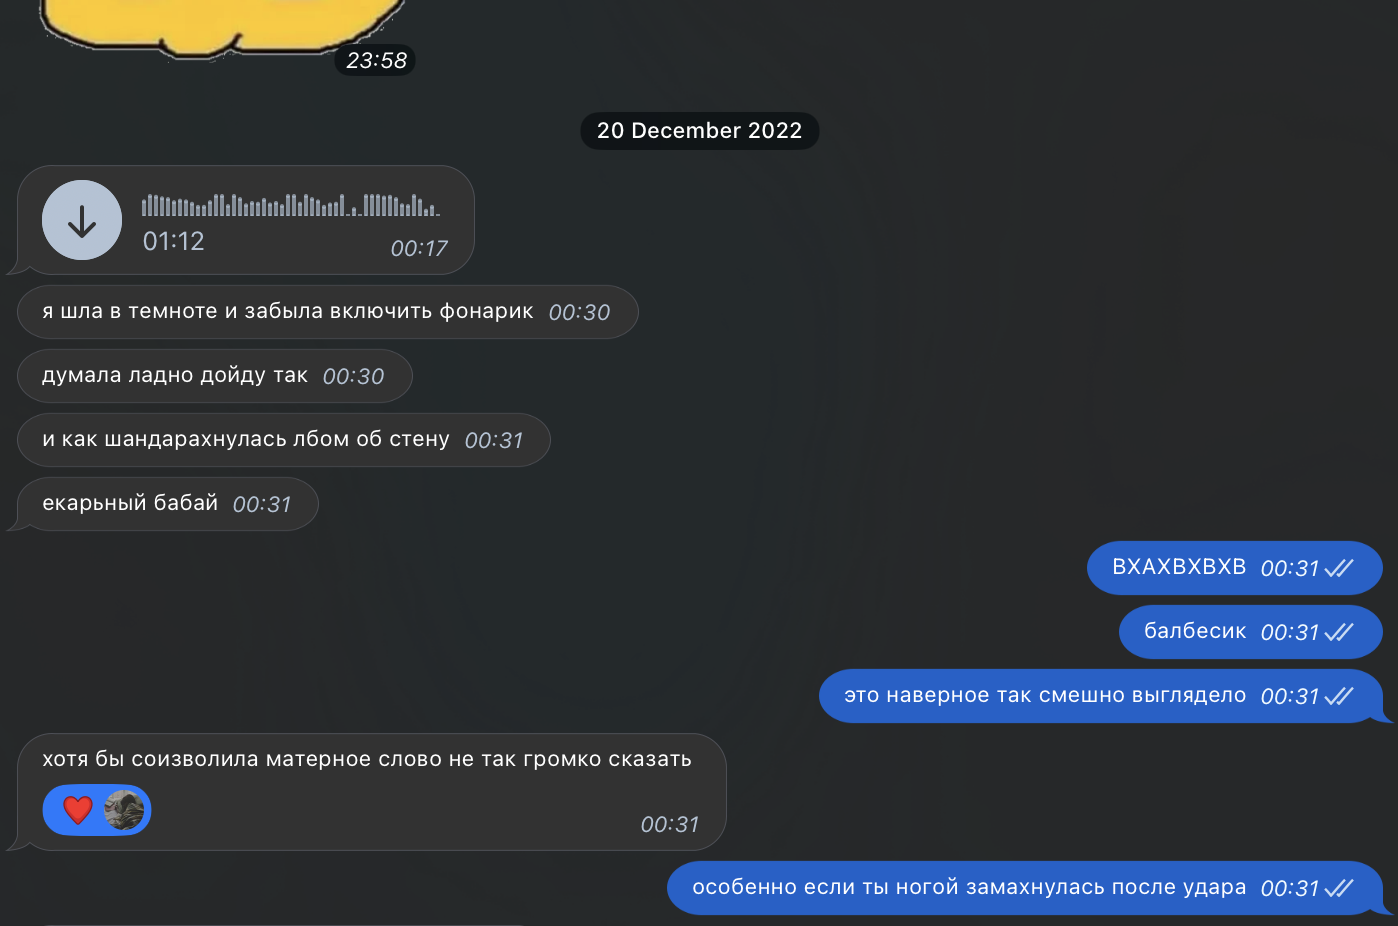 23:58
20 December 2022
01:12
00:17
я шла в темноте и забыла включить фонарик 00:30
думала ладно дойду так 00:30
и как шандарахнулась лбом об стену 00:31
екарьный бабай 00:31
ВХАХВХВХВ 00:31
балбесик 00:31
это наверное так смешно выглядело 00:31
хотя бы соизволила матерное слово не так громко сказать
00:31
особенно если ты ногой замахнулась после удара 00:31